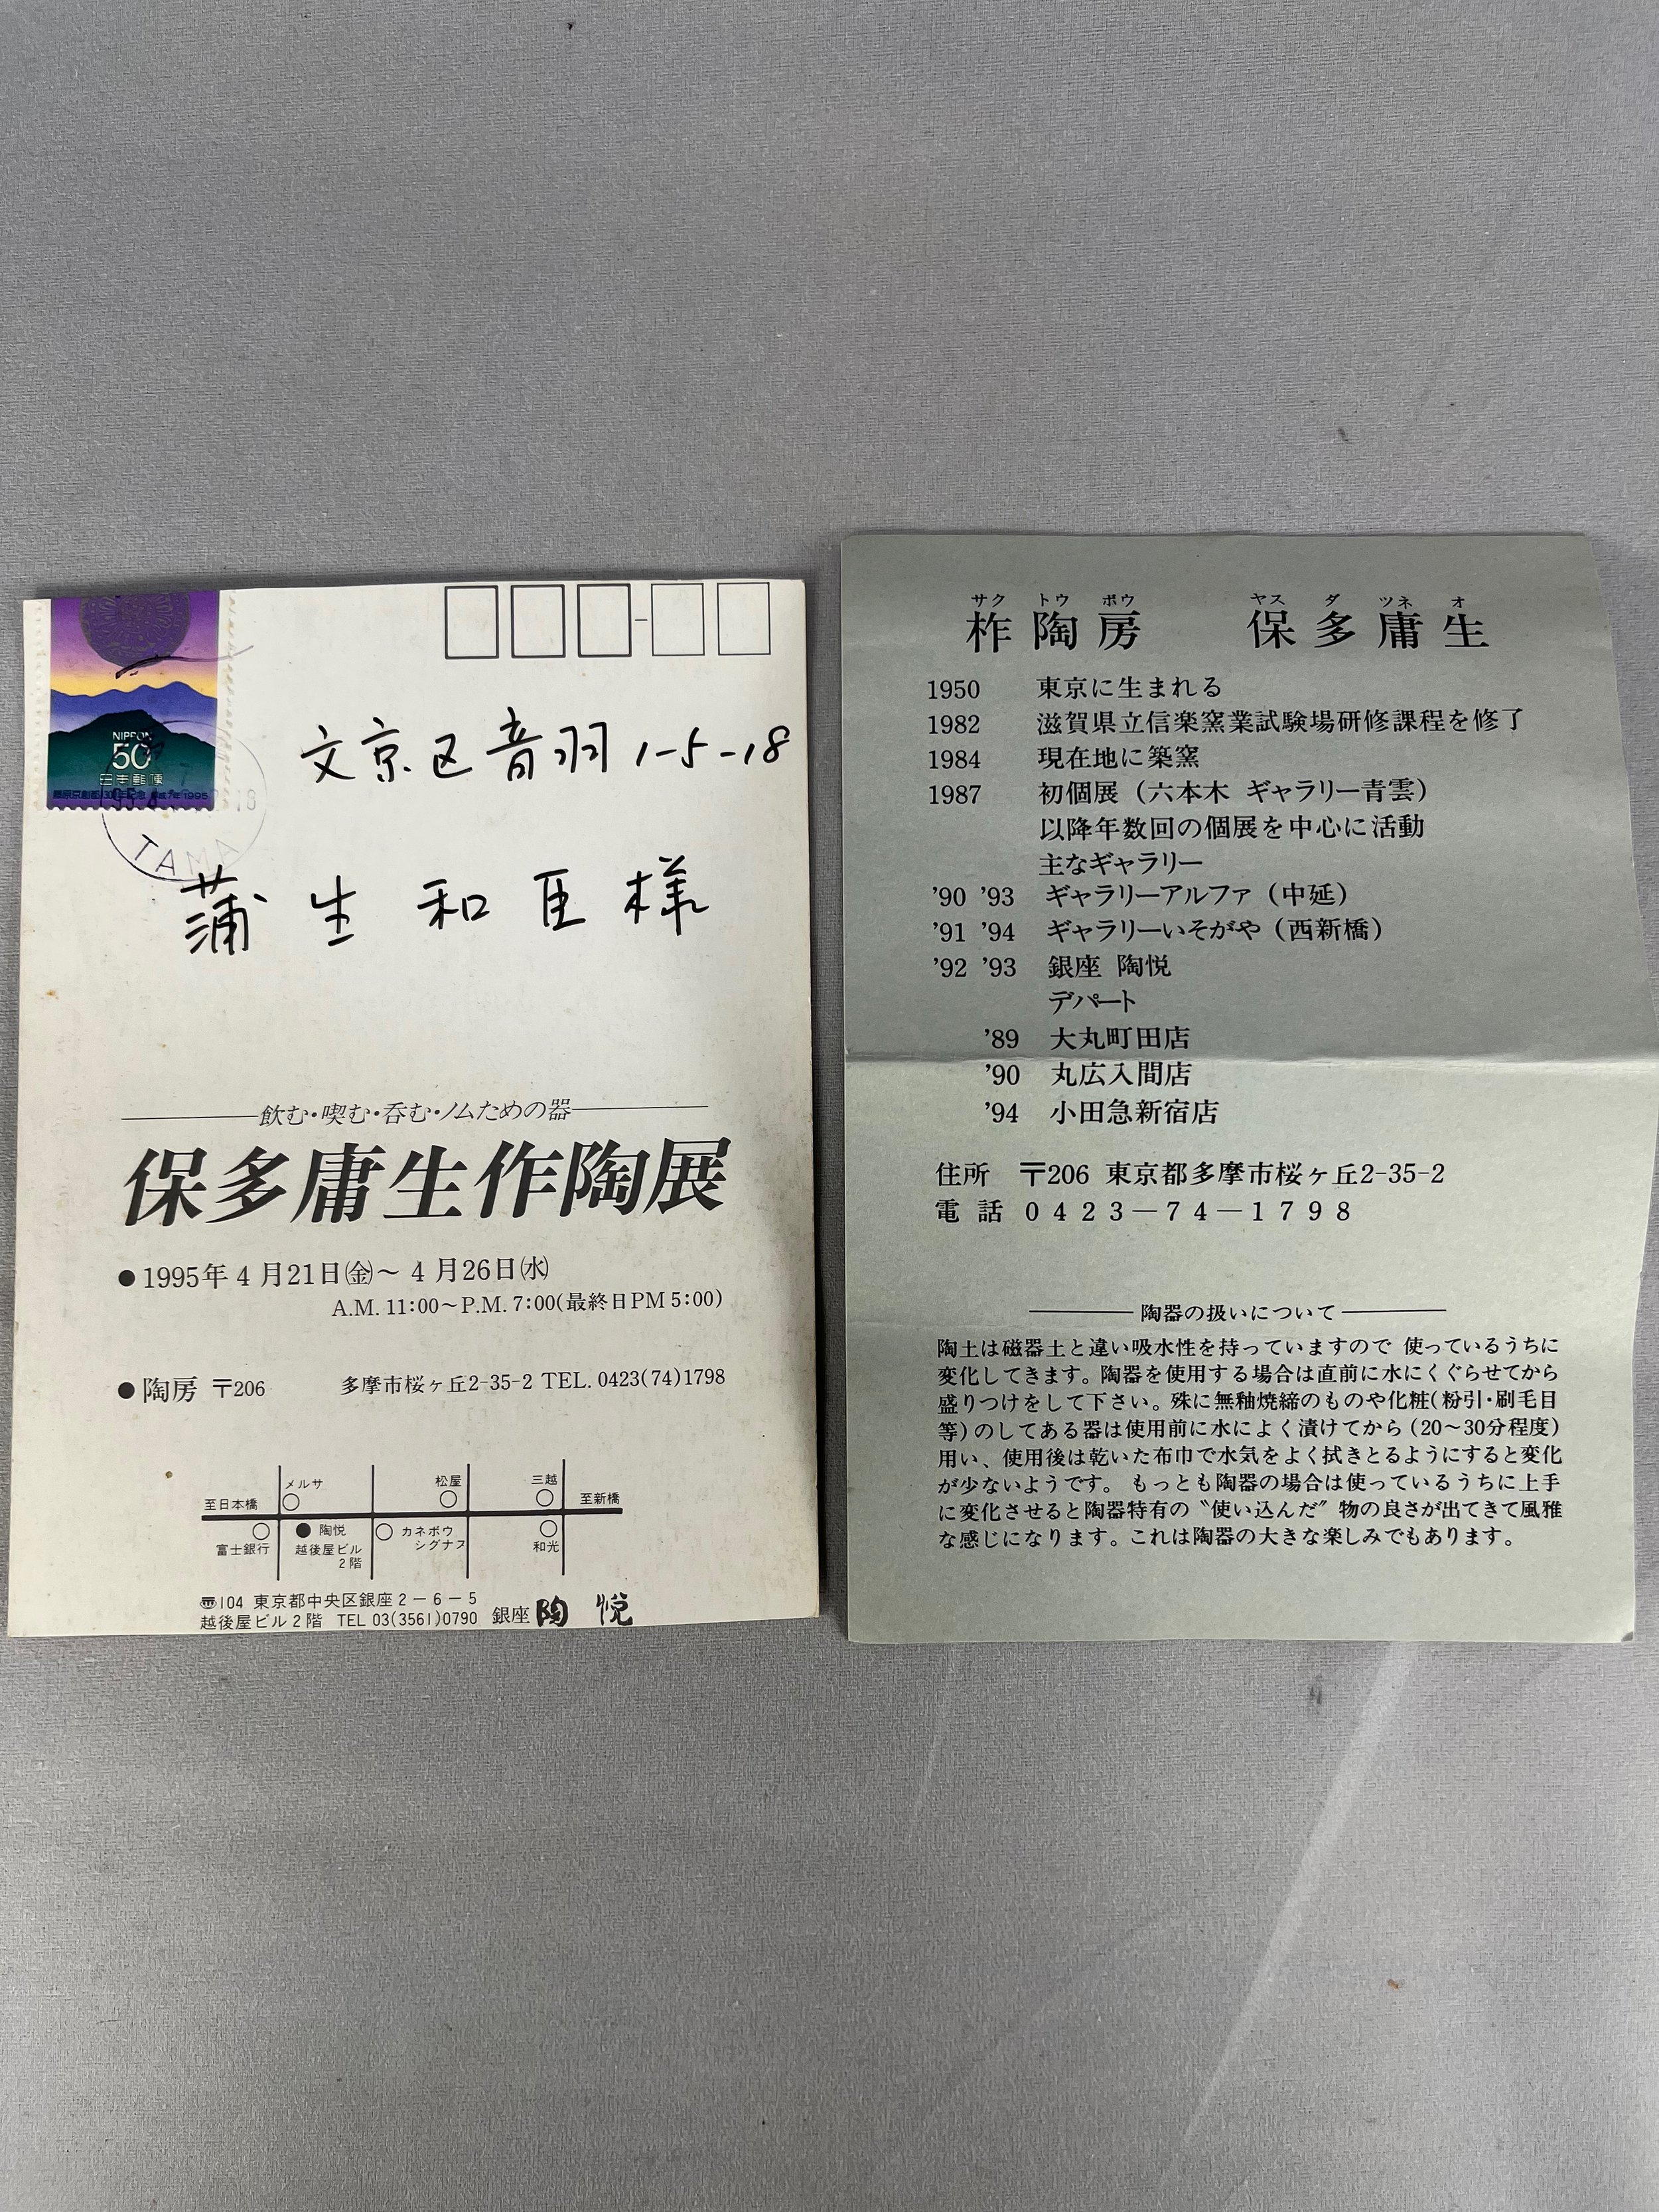 NIPPON
50
日本郵便
藤原京創都1300年記念 平成7年 1995
TAMA
文京区音羽1-5-18
蒲生和臣様
飲む・喫む・呑む・ノムための器
保多庸生作陶展
●1995年4月21日㈮〜4月26日㈬
A.M. 11:00〜P.M. 7:00(最終日PM 5:00)
●陶房 〒206 多摩市桜ヶ丘2-35-2 TEL. 0423(74)1798
メルサ 松屋 三越
至日本橋 至新橋
富士銀行
陶悦
越後屋ビル
2階
カネボウ
シグナス
和光
〠104 東京都中央区銀座2-6-5
越後屋ビル2階 TEL 03(3561)0790 銀座 陶悦
サク トウ ボウ ヤス ダ ツネ オ
柞陶房 保多庸生
1950 東京に生まれる
1982 滋賀県立信楽窯業試験場研修課程を修了
1984 現在地に築窯
1987 初個展（六本木 ギャラリー青雲）
以降年数回の個展を中心に活動
主なギャラリー
'90 '93 ギャラリーアルファ（中延）
'91 '94 ギャラリーいそがや（西新橋）
'92 '93 銀座 陶悦
デパート
'89 大丸町田店
'90 丸広入間店
'94 小田急新宿店
住所 〒206 東京都多摩市桜ヶ丘2-35-2
電話 0423-74-1798
陶器の扱いについて
陶土は磁器土と違い吸水性を持っていますので 使っているうちに
変化してきます。陶器を使用する場合は直前に水にくぐらせてから
盛りつけをして下さい。殊に無釉焼締のものや化粧(粉引・刷毛目
等)のしてある器は使用前に水によく漬けてから(20〜30分程度)
用い、使用後は乾いた布巾で水気をよく拭きとるようにすると変化
が少ないようです。 もっとも陶器の場合は使っているうちに上手
に変化させると陶器特有の〝使い込んだ〞物の良さが出てきて風雅
な感じになります。これは陶器の大きな楽しみでもあります。